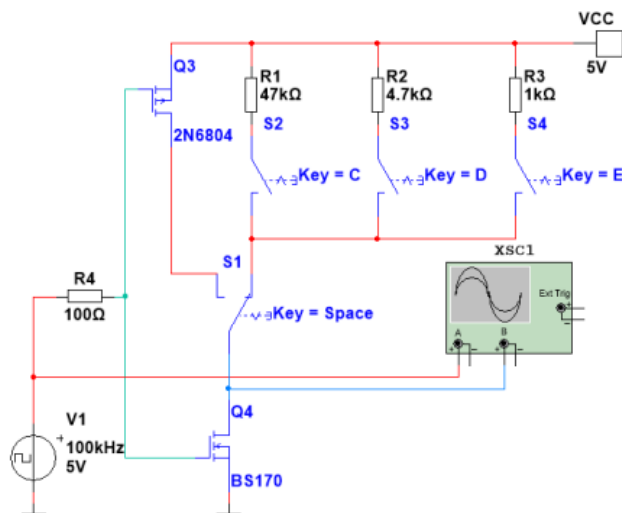 VCC
5V
Q3
2N6804
R1
47kΩ
S2
Key = C
R2
4.7kΩ
S3
Key = D
R3
1kΩ
S4
Key = E
S1
Key = Space
XSC1
Ext Trig
+
−
A
B
+ −
+ −
R4
100Ω
V1
+
100kHz
5V
Q4
BS170